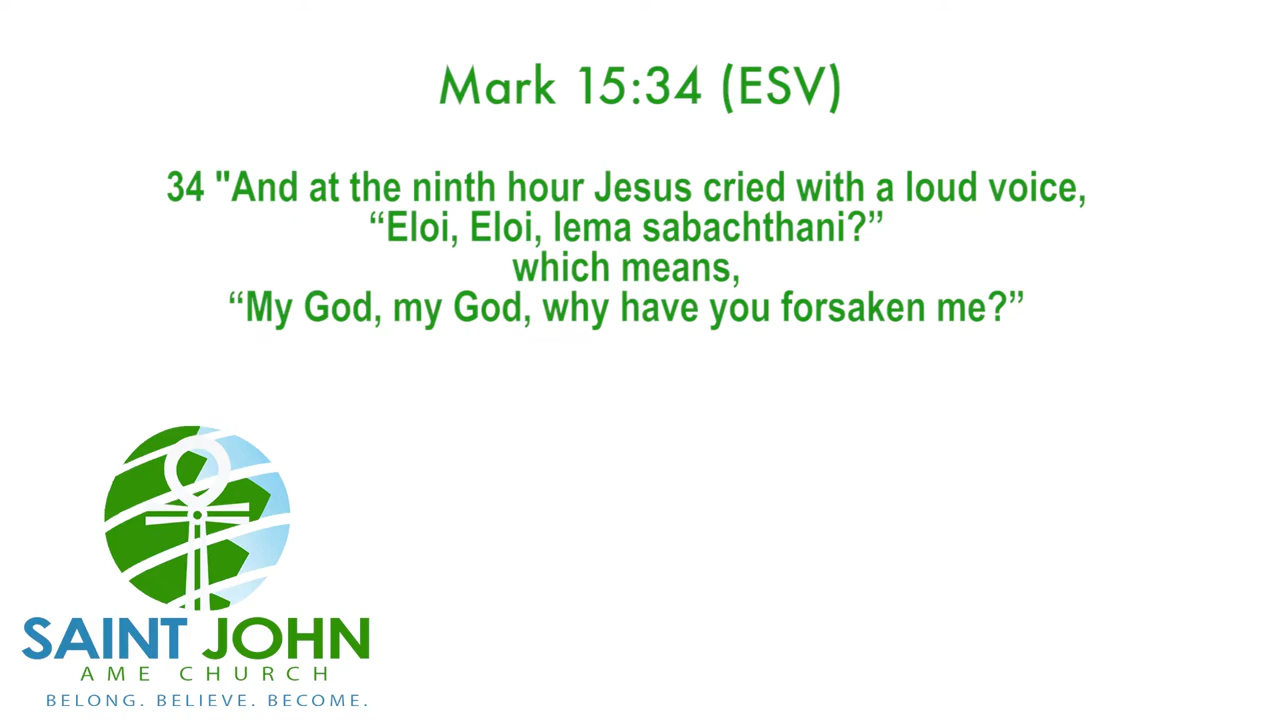 Mark 15:34 (ESV)
34 "And at the ninth hour Jesus cried with a loud voice,
“Eloi, Eloi, lema sabachthani?”
which means,
“My God, my God, why have you forsaken me?”
SAINT JOHN
AME CHURCH
BELONG. BELIEVE. BECOME.